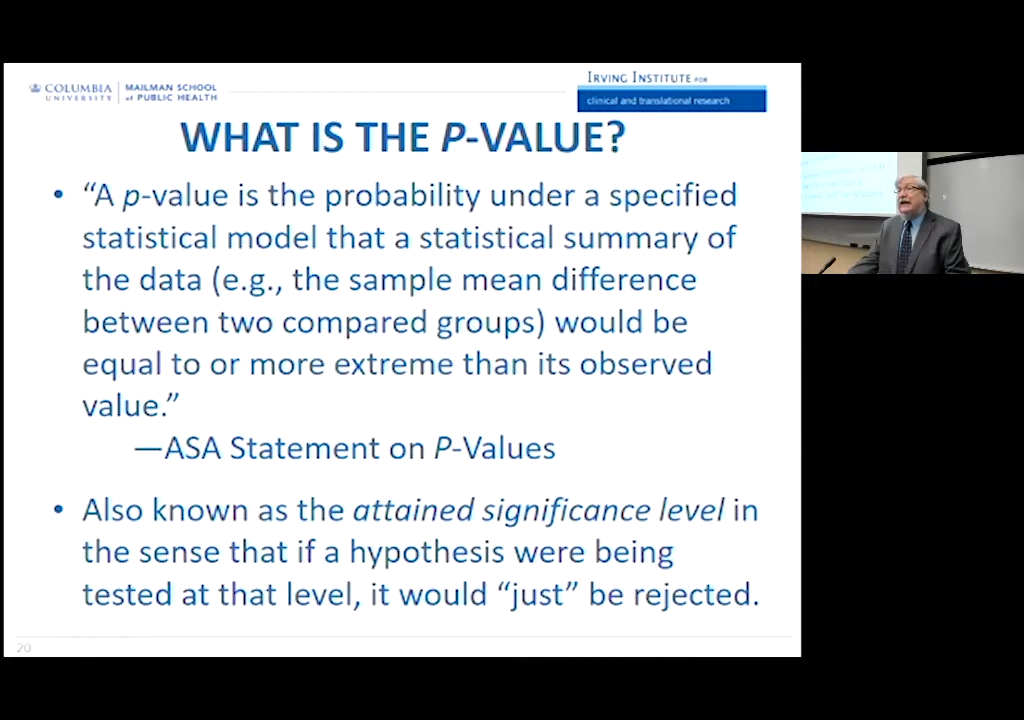 COLUMBIA
UNIVERSITY
MAILMAN SCHOOL
of PUBLIC HEALTH
IRVING INSTITUTE FOR
clinical and translational research
WHAT IS THE P-VALUE?
• “A p-value is the probability under a specified
statistical model that a statistical summary of
the data (e.g., the sample mean difference
between two compared groups) would be
equal to or more extreme than its observed
value.”
—ASA Statement on P-Values
• Also known as the attained significance level in
the sense that if a hypothesis were being
tested at that level, it would “just” be rejected.
20